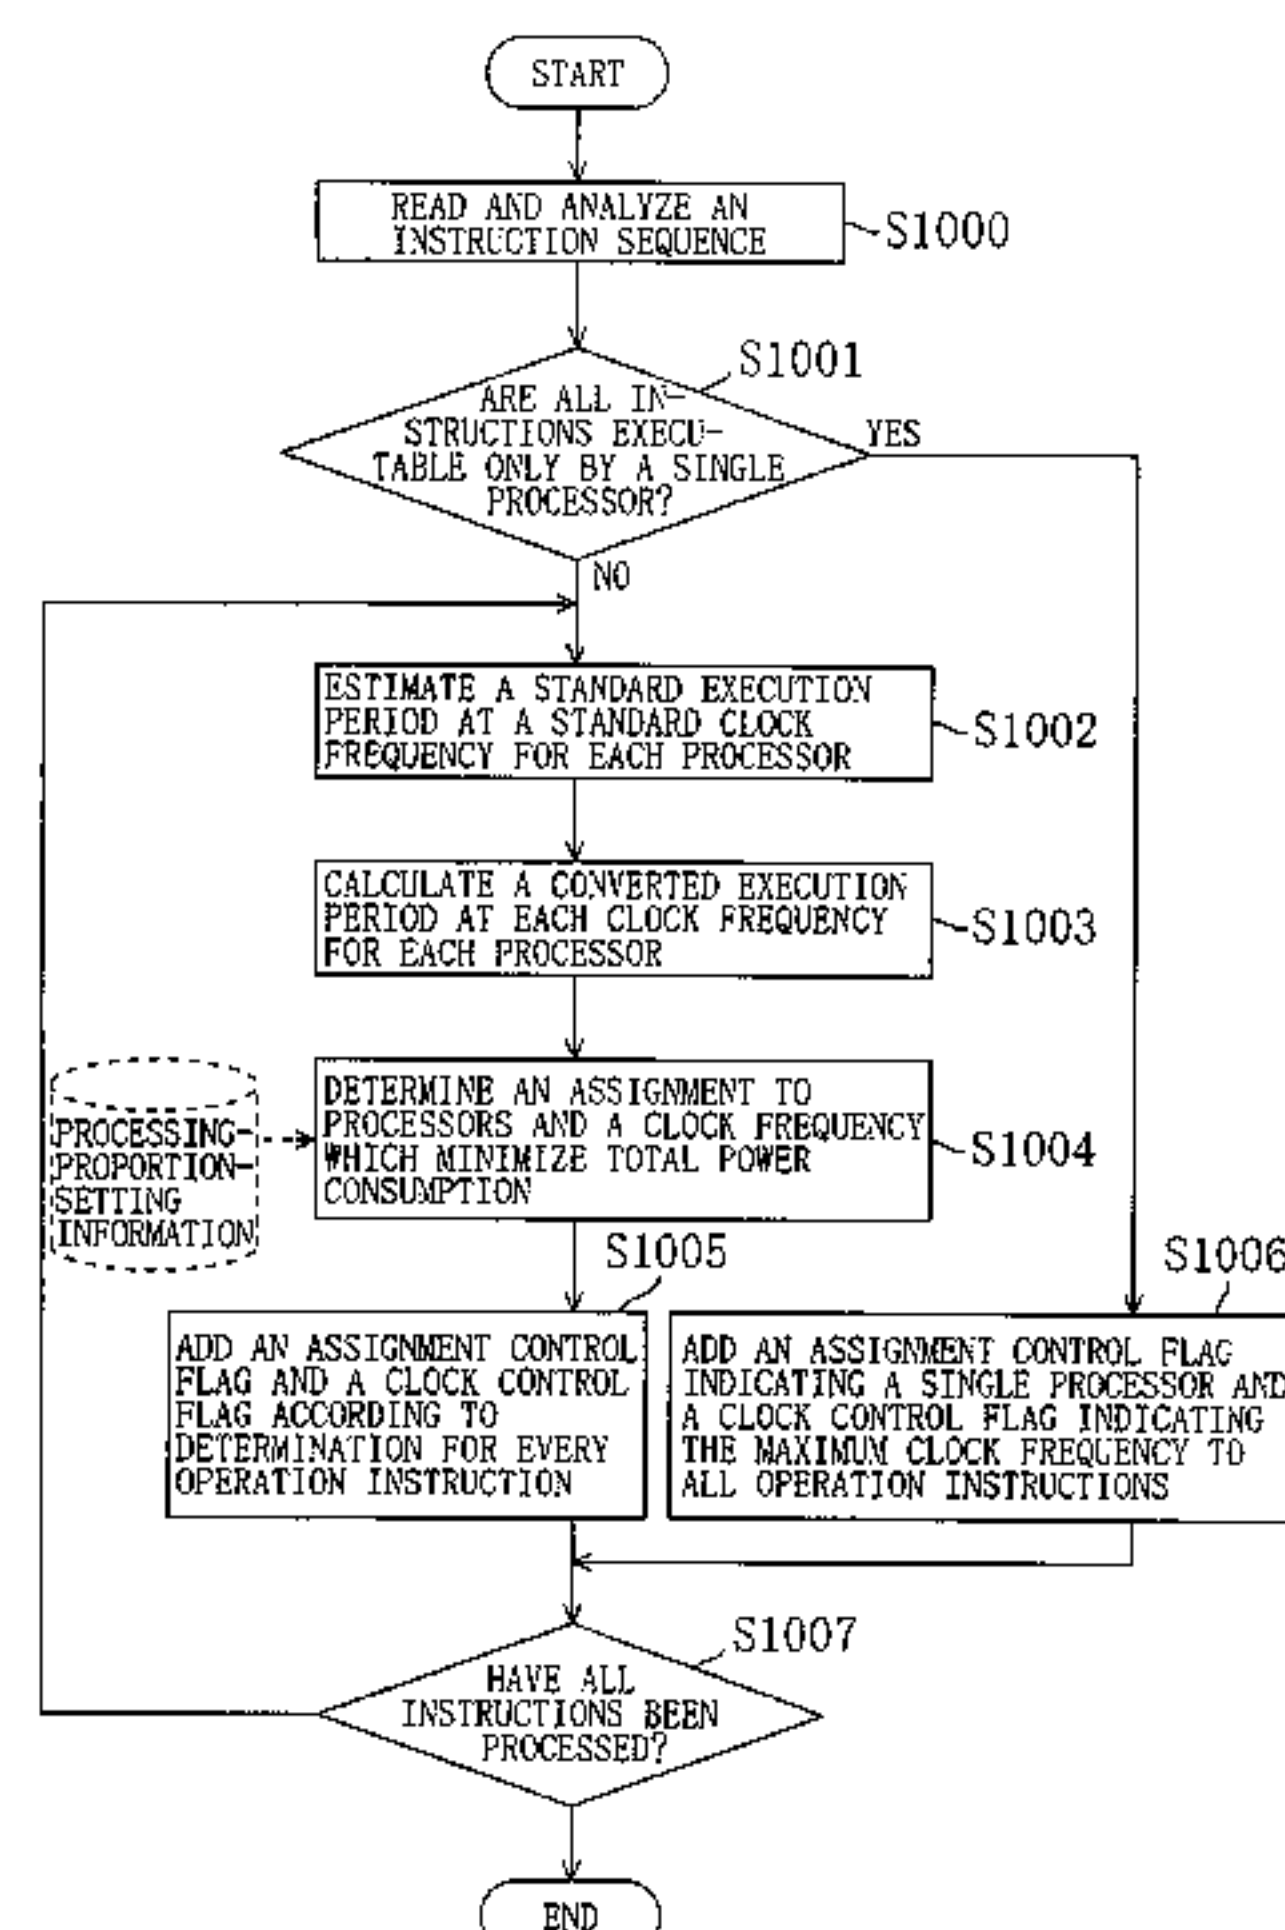 START
READ AND ANALYZE AN
INSTRUCTION SEQUENCE
S1000
S1001
ARE ALL IN-
STRUCTIONS EXECU-
TABLE ONLY BY A SINGLE
PROCESSOR?
YES
NO
ESTIMATE A STANDARD EXECUTION
PERIOD AT A STANDARD CLOCK
FREQUENCY FOR EACH PROCESSOR
S1002
CALCULATE A CONVERTED EXECUTION
PERIOD AT EACH CLOCK FREQUENCY
FOR EACH PROCESSOR
S1003
PROCESSING-
PROPORTION-
SETTING
INFORMATION
DETERMINE AN ASSIGNMENT TO
PROCESSORS AND A CLOCK FREQUENCY
WHICH MINIMIZE TOTAL POWER
CONSUMPTION
S1004
S1005
ADD AN ASSIGNMENT CONTROL
FLAG AND A CLOCK CONTROL
FLAG ACCORDING TO
DETERMINATION FOR EVERY
OPERATION INSTRUCTION
S1006
ADD AN ASSIGNMENT CONTROL FLAG
INDICATING A SINGLE PROCESSOR AND
A CLOCK CONTROL FLAG INDICATING
THE MAXIMUM CLOCK FREQUENCY TO
ALL OPERATION INSTRUCTIONS
S1007
HAVE ALL
INSTRUCTIONS BEEN
PROCESSED?
END